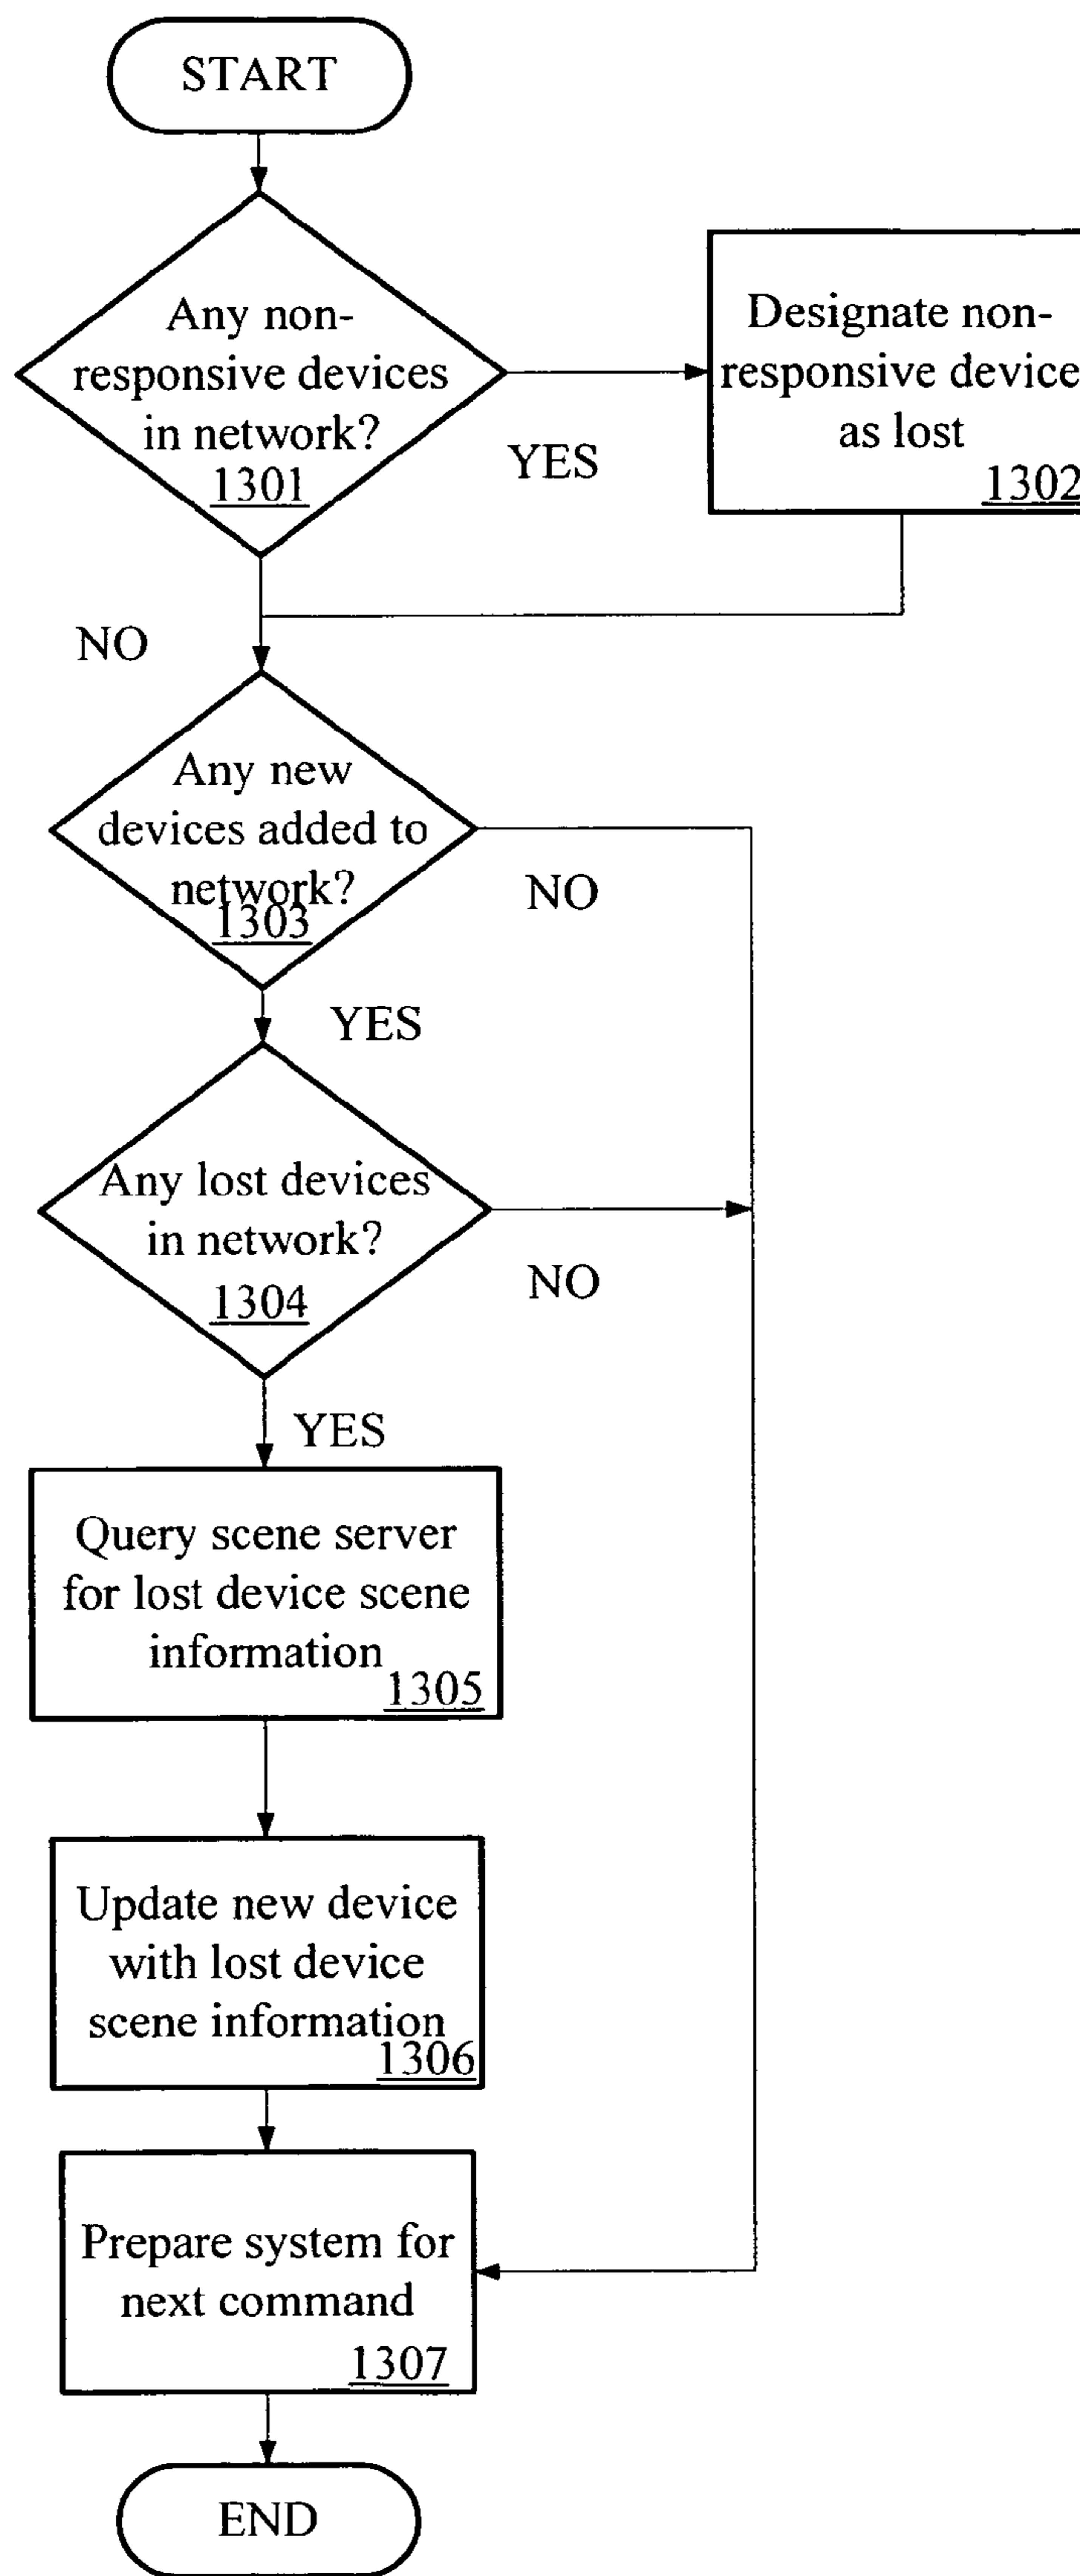 START
Any non-
responsive devices
in network?
1301
YES
Designate non-
responsive device
as lost
1302
NO
Any new
devices added to
network?
1303
NO
YES
Any lost devices
in network?
1304
NO
YES
Query scene server
for lost device scene
information
1305
Update new device
with lost device
scene information
1306
Prepare system for
next command
1307
END